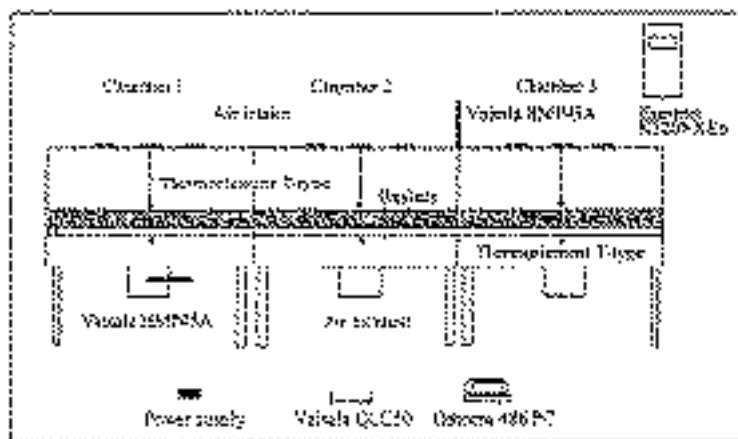 Chamber 1
Chamber 2
Chamber 3
Air intake
Vaisala HMP45A
Thermoelement T-type
Thermoelement T-type
Vaisala HMP45A
Air exhaust
Power supply
Vaisala QLC50